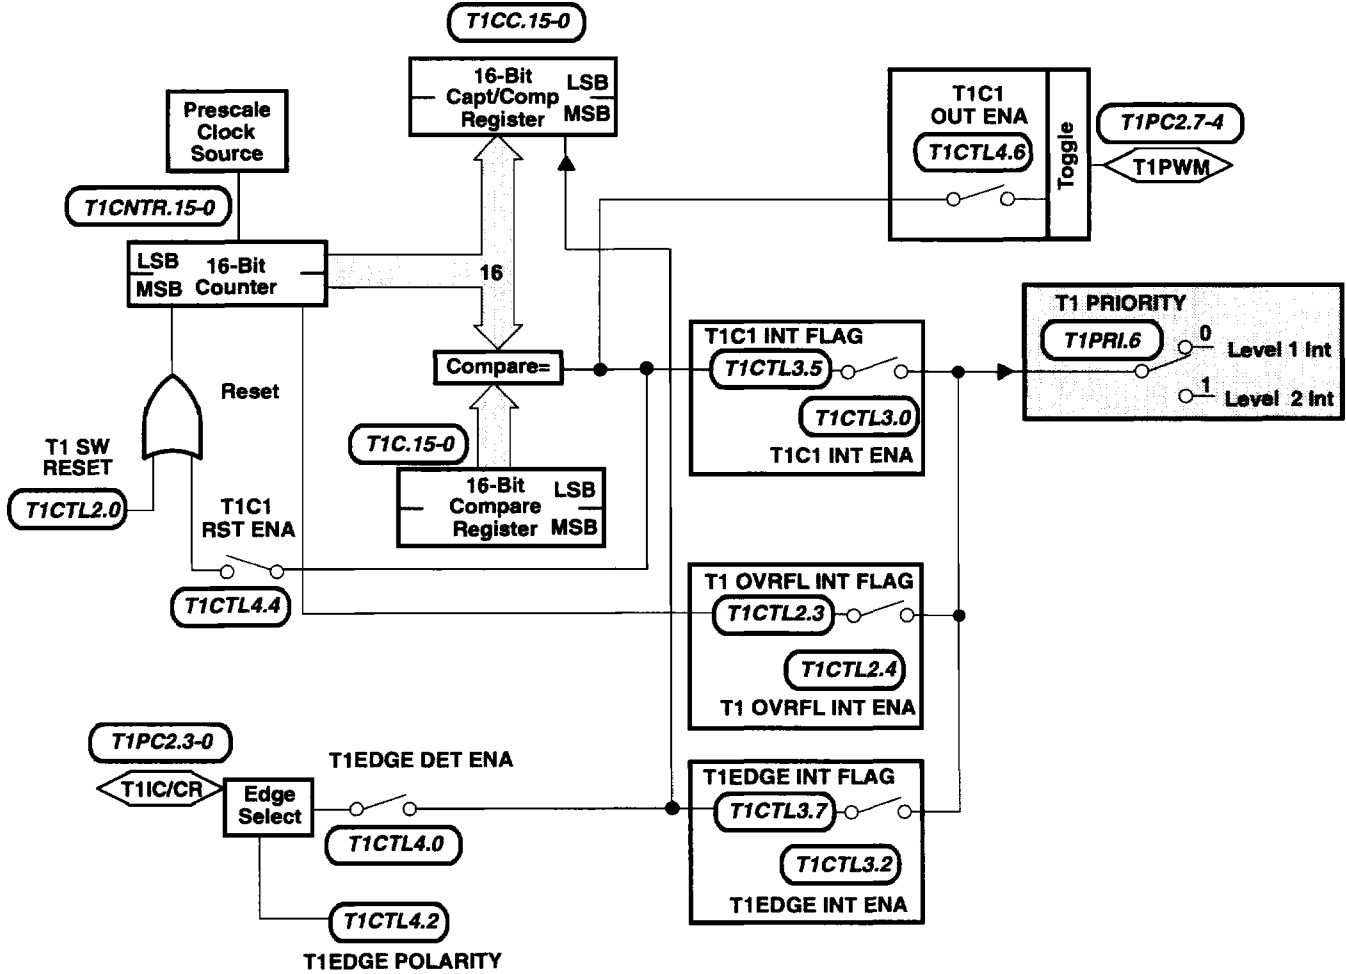 T1CC.15-0
16-Bit
Capt/Comp
Register
LSB
MSB
Prescale
Clock
Source
T1CNTR.15-0
LSB
MSB
16-Bit
Counter
16
Compare=
T1C.15-0
16-Bit
Compare
Register
LSB
MSB
Reset
T1 SW
RESET
T1CTL2.0
T1C1
RST ENA
T1CTL4.4
T1C1
OUT ENA
T1CTL4.6
Toggle
T1PC2.7-4
T1PWM
T1C1 INT FLAG
T1CTL3.5
T1CTL3.0
T1C1 INT ENA
T1 PRIORITY
T1PRI.6
0
Level 1 Int
1
Level 2 Int
T1 OVRFL INT FLAG
T1CTL2.3
T1CTL2.4
T1 OVRFL INT ENA
T1PC2.3-0
T1IC/CR
Edge
Select
T1EDGE DET ENA
T1CTL4.0
T1CTL4.2
T1EDGE POLARITY
T1EDGE INT FLAG
T1CTL3.7
T1CTL3.2
T1EDGE INT ENA